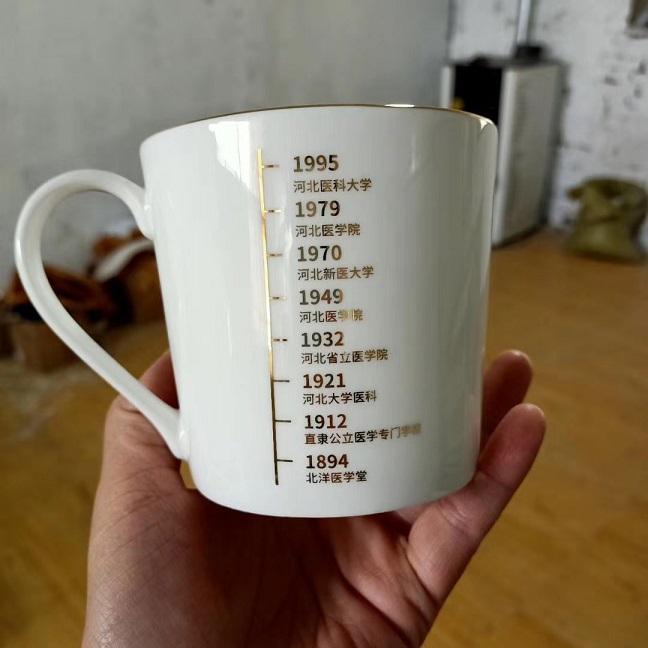 1995
河北医科大学
1979
河北医学院
1970
河北新医大学
1949
河北医学院
1932
河北省立医学院
1921
河北大学医科
1912
直隶公立医学专门学校
1894
北洋医学堂